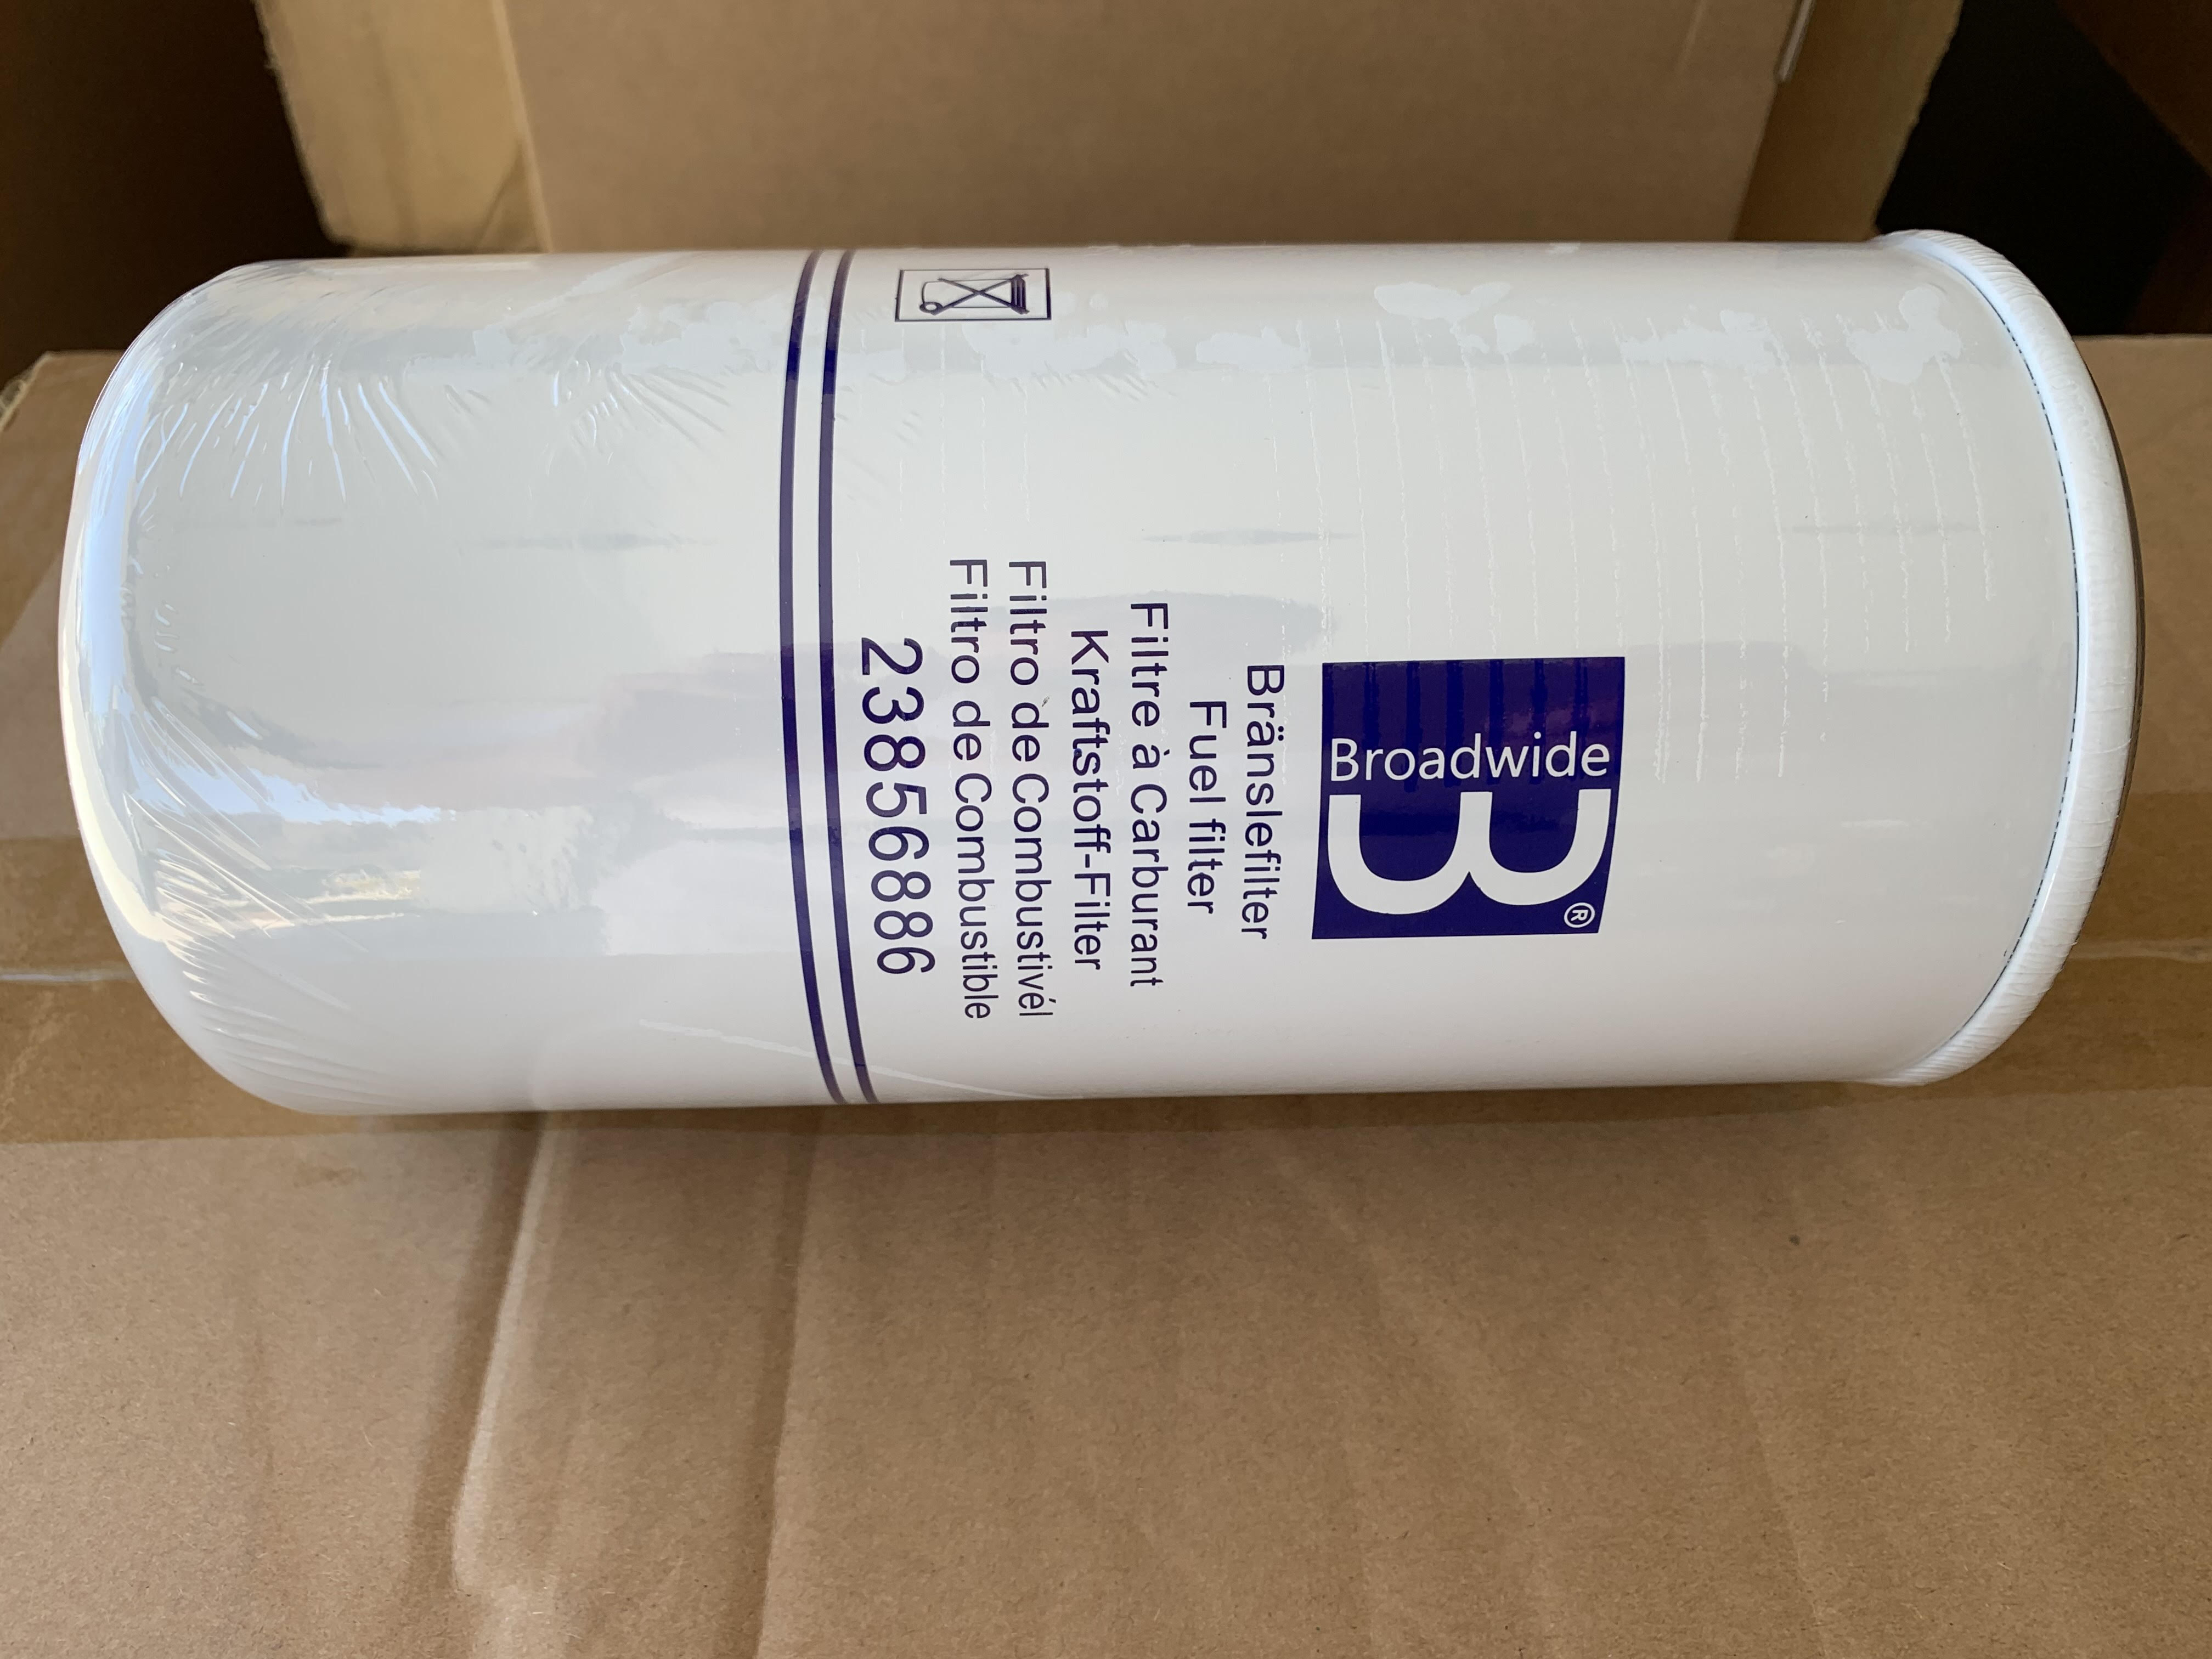 Broadwide
B®
Bränslefilter
Fuel filter
Filtre à Carburant
Kraftstoff-Filter
Filtro de Combustivél
Filtro de Combustible
23856886